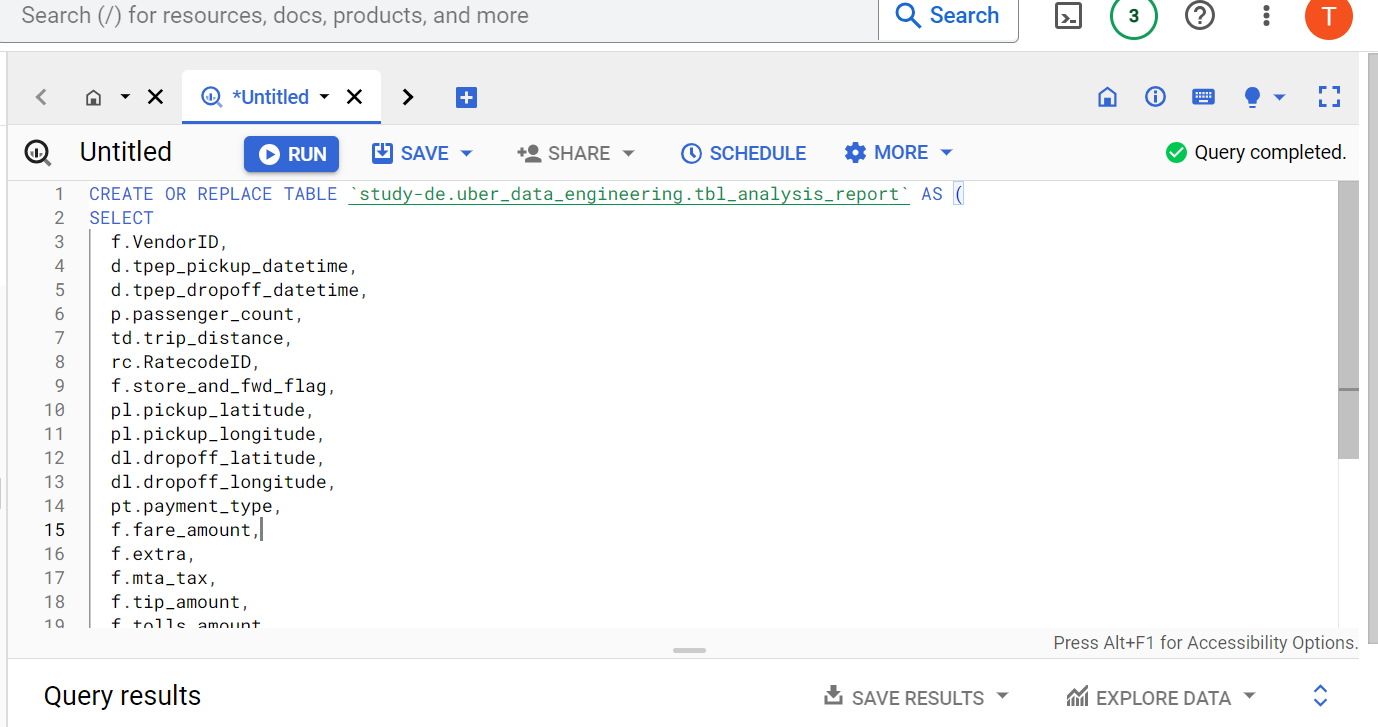 Search (/) for resources, docs, products, and more
Search
3
T
*Untitled
Untitled
RUN
SAVE
SHARE
SCHEDULE
MORE
Query completed.
1 CREATE OR REPLACE TABLE `study-de.uber_data_engineering.tbl_analysis_report` AS (
2 SELECT
3 f.VendorID,
4 d.tpep_pickup_datetime,
5 d.tpep_dropoff_datetime,
6 p.passenger_count,
7 td.trip_distance,
8 rc.RatecodeID,
9 f.store_and_fwd_flag,
10 pl.pickup_latitude,
11 pl.pickup_longitude,
12 dl.dropoff_latitude,
13 dl.dropoff_longitude,
14 pt.payment_type,
15 f.fare_amount,
16 f.extra,
17 f.mta_tax,
18 f.tip_amount,
19 f.tolls_amount
Press Alt+F1 for Accessibility Options.
Query results
SAVE RESULTS
EXPLORE DATA